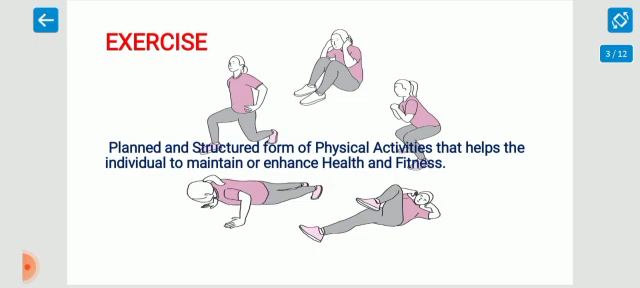 EXERCISE
3 / 12
Planned and Structured form of Physical Activities that helps the
individual to maintain or enhance Health and Fitness.